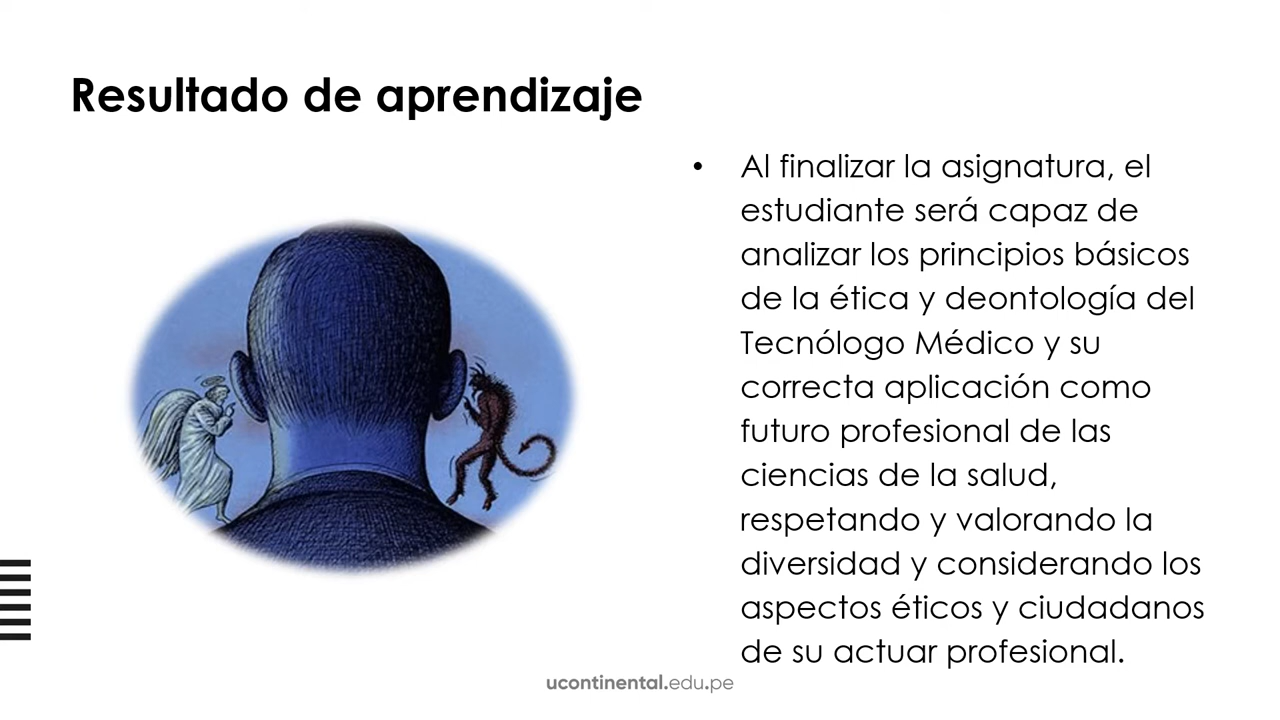 Resultado de aprendizaje
• Al finalizar la asignatura, el
estudiante será capaz de
analizar los principios básicos
de la ética y deontología del
Tecnólogo Médico y su
correcta aplicación como
futuro profesional de las
ciencias de la salud,
respetando y valorando la
diversidad y considerando los
aspectos éticos y ciudadanos
de su actuar profesional.
ucontinental.edu.pe